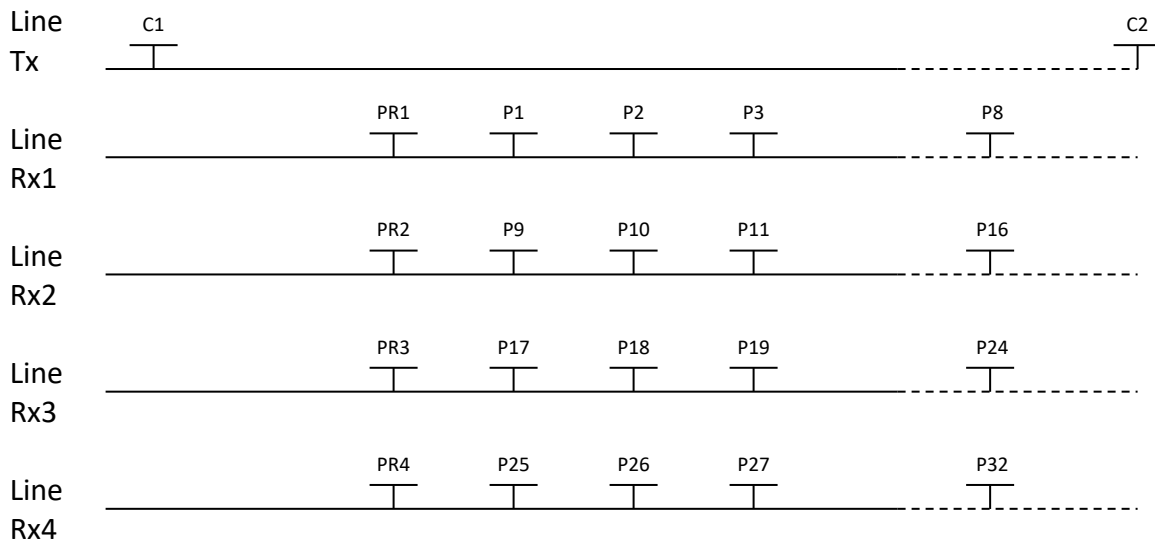 Line
Tx
C1
C2
Line
Rx1
PR1 P1 P2 P3 P8
Line
Rx2
PR2 P9 P10 P11 P16
Line
Rx3
PR3 P17 P18 P19 P24
Line
Rx4
PR4 P25 P26 P27 P32